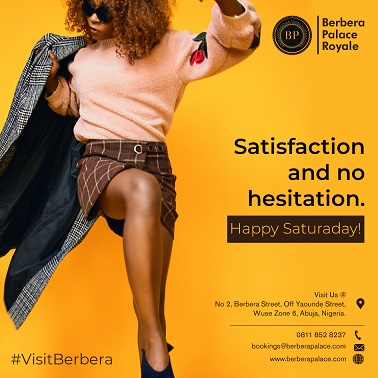 BP
Berbera
Palace
Royale
Satisfaction
and no
hesitation.
Happy Saturaday!
Visit Us @
No 2, Berbera Street, Off Yaounde Street,
Wuse Zone 6, Abuja, Nigeria.
0811 852 8237
bookings@berberapalace.com
www.berberapalace.com
#VisitBerbera